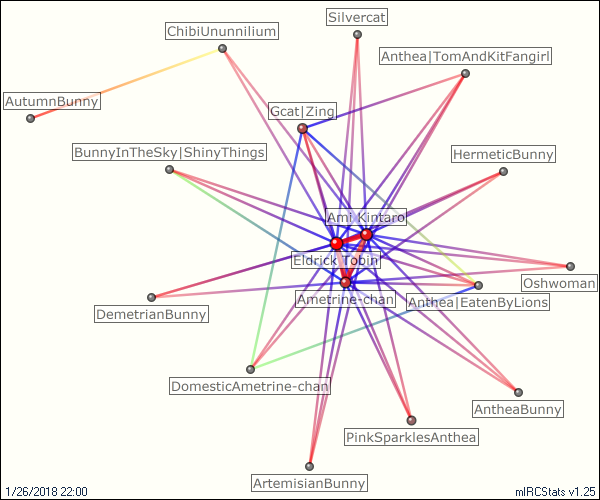 Silvercat
ChibiUnunnilium
Anthea|TomAndKitFangirl
AutumnBunny
Gcat|Zing
BunnyInTheSky|ShinyThings
HermeticBunny
Ami_Kintaro
Eldrick_Tobin
Oshwoman
Ametrine-chan
Anthea|EatenByLions
DemetrianBunny
DomesticAmetrine-chan
AntheaBunny
PinkSparklesAnthea
ArtemisianBunny
1/26/2018 22:00
mIRCStats v1.25